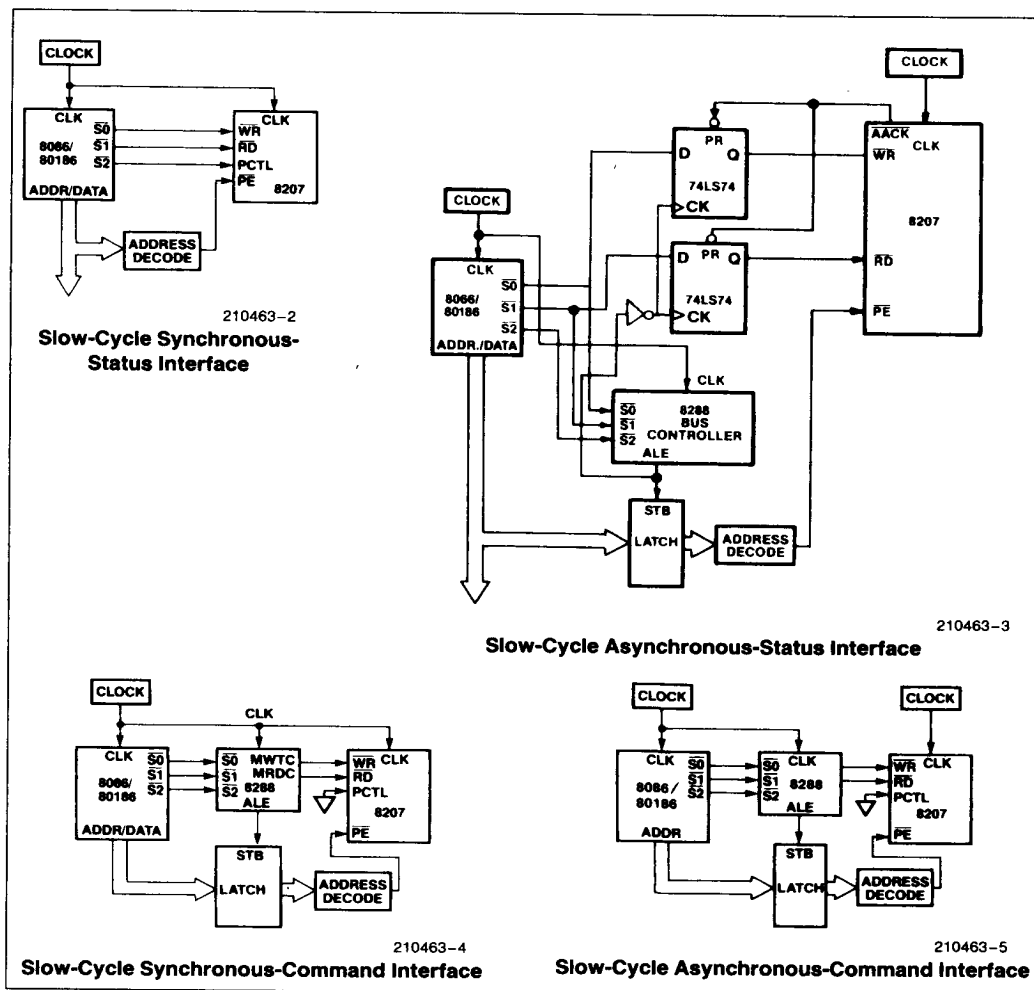 CLOCK
CLK
8086/
80186
S0
S1
S2
ADDR/DATA
CLK
WR
RD
PCTL
PE
8207
ADDRESS
DECODE
210463-2
Slow-Cycle Synchronous-
Status Interface
CLOCK
CLK
8066/
80186
S0
S1
S2
ADDR./DATA
PR
D Q
74LS74
CK
PR
D Q
74LS74
CK
CLOCK
AACK
CLK
WR
8207
RD
PE
CLK
S0
S1
S2
8288
BUS
CONTROLLER
ALE
STB
LATCH
ADDRESS
DECODE
210463-3
Slow-Cycle Asynchronous-Status Interface
CLOCK
CLK
CLK
8086/
80186
S0
S1
S2
ADDR/DATA
S0
S1
S2
MWTC
MRDC
8288
ALE
CLK
WR
RD
PCTL
8207
PE
STB
LATCH
ADDRESS
DECODE
210463-4
Slow-Cycle Synchronous-Command Interface
CLOCK
CLOCK
CLK
8086/
80186
S0
S1
S2
ADDR
CLK
S0
S1
S2
8288
ALE
CLK
WR
RD
PCTL
8207
PE
STB
LATCH
ADDRESS
DECODE
210463-5
Slow-Cycle Asynchronous-Command Interface